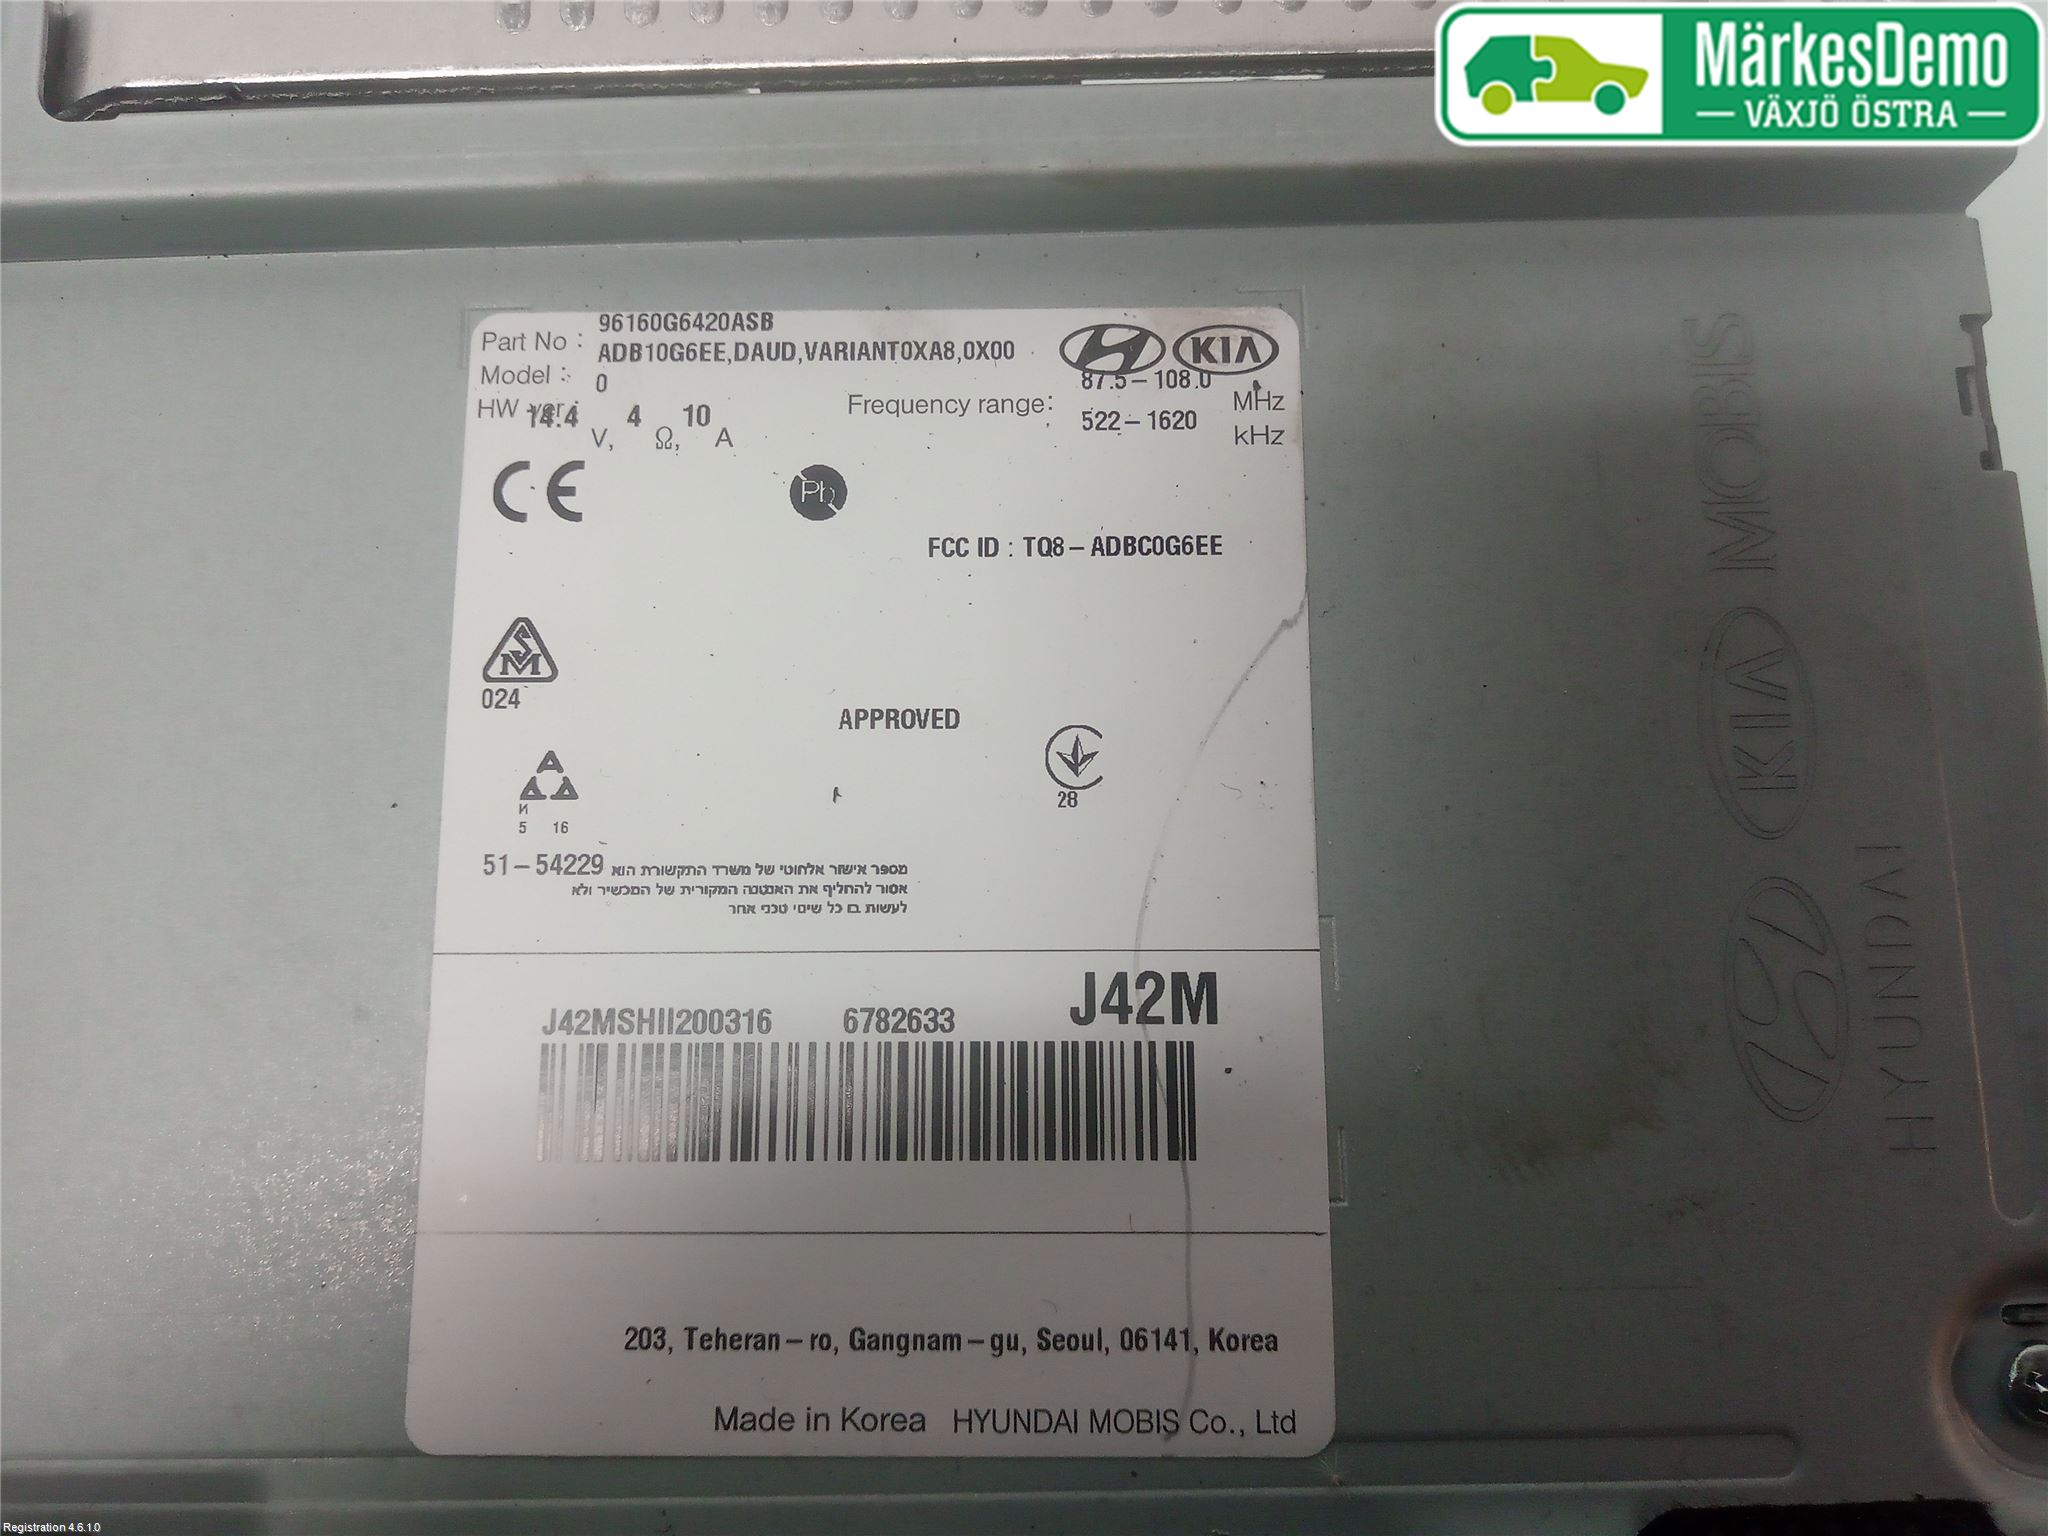 MärkesDemo
VÄXJÖ ÖSTRA
Part No : 96160G6420ASB
Model : ADB10G6EE,DAUD,VARIANT0XA8,0X00
HW ver : 0
14.4 V, 4 Ω, 10 A
KIA
Frequency range: 87.5-108.0 MHz
522-1620 kHz
CE
Pb
FCC ID : TQ8-ADBC0G6EE
SM
024
APPROVED
28
И
5 16
51-54229 מספר אישור אלחוטי של משרד התקשורת הוא
אסור להחליף את האנטנה המקורית של המכשיר ולא
לעשות בו כל שינוי טכני אחר
J42MSHII200316 6782633 J42M
203, Teheran-ro, Gangnam-gu, Seoul, 06141, Korea
Made in Korea HYUNDAI MOBIS Co., Ltd
HYUNDAI KIA MOBIS
Registration 4.6.1.0